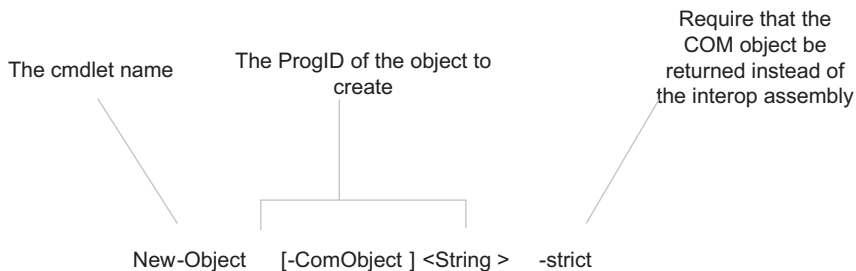 The cmdlet name
The ProgID of the object to
create
Require that the
COM object be
returned instead of
the interop assembly
New-Object [-ComObject ] <String > -strict